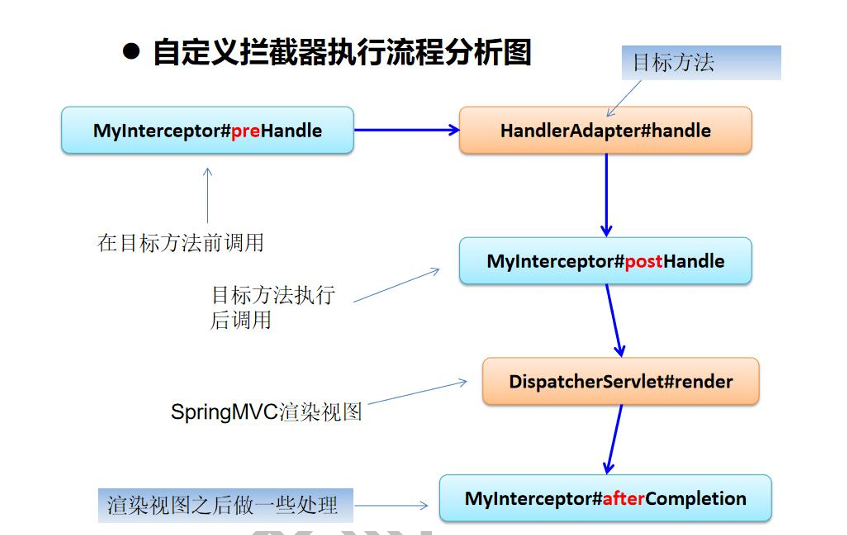 ● 自定义拦截器执行流程分析图
目标方法
MyInterceptor#preHandle
HandlerAdapter#handle
在目标方法前调用
MyInterceptor#postHandle
目标方法执行
后调用
DispatcherServlet#render
SpringMVC渲染视图
MyInterceptor#afterCompletion
渲染视图之后做一些处理